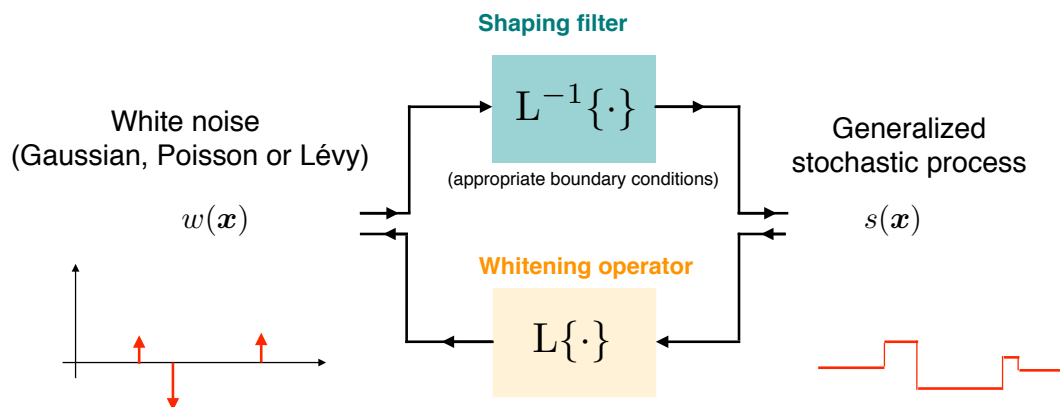 Shaping filter
L⁻¹{·}
(appropriate boundary conditions)
White noise
(Gaussian, Poisson or Lévy)
w(x)
Generalized
stochastic process
s(x)
Whitening operator
L{·}